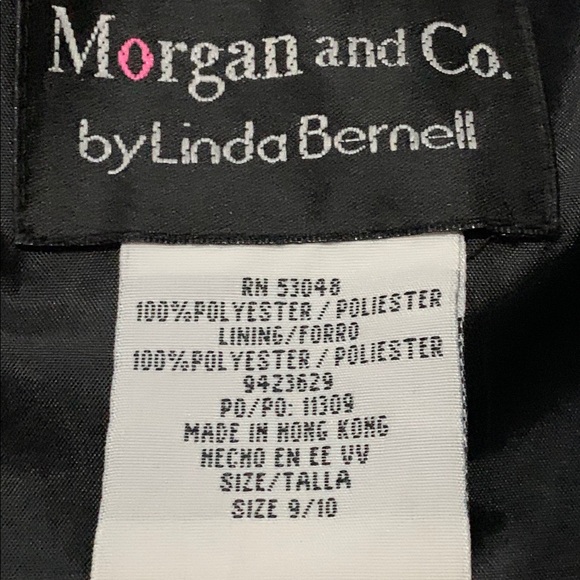 Morgan and Co.
by Linda Bernell
RN 53048
100%POLYESTER / POLIESTER
LINING/FORRO
100%POLYESTER / POLIESTER
9423629
PO/PO: 11309
MADE IN HONG KONG
HECHO EN EE VV
SIZE/TALLA
SIZE 9/10